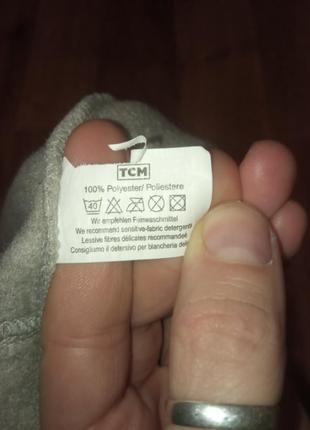 TCM
100% Polyester/ Poliestere
40
Wir empfehlen Feinwaschmittel
We recommend sensitive-fabric detergent
Lessive fibres délicates recommandée
Consigliamo il detersivo per biancheria